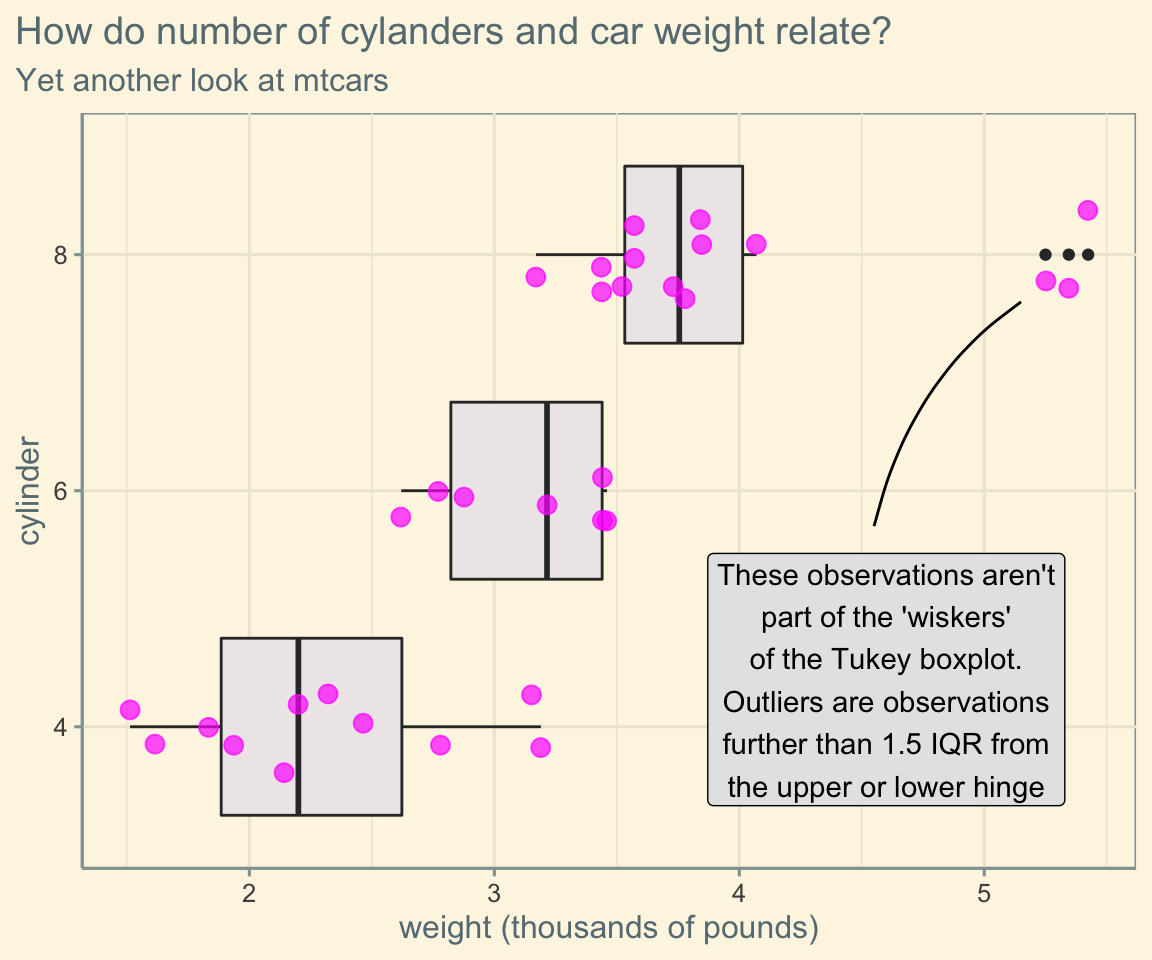 How do number of cylanders and car weight relate?
Yet another look at mtcars
8
6
4
cylinder
These observations aren't
part of the 'wiskers'
of the Tukey boxplot.
Outliers are observations
further than 1.5 IQR from
the upper or lower hinge
2
3
4
5
weight (thousands of pounds)